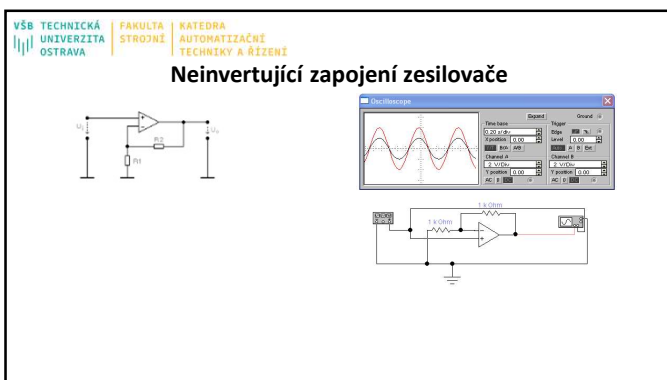 VŠB TECHNICKÁ UNIVERZITA OSTRAVA
FAKULTA STROJNÍ
KATEDRA AUTOMATIZAČNÍ TECHNIKY A ŘÍZENÍ
Neinvertující zapojení zesilovače
R2
R1
Oscilloscope
Expand
Ground
Time base
0.20 s/div
X position 0.00
Y/T B/A A/B
Trigger
Edge
Level 0.00
A B Ext
Channel A
2 V/Div
Y position 0.00
AC 0 DC
Channel B
2 V/Div
Y position 0.00
AC 0 DC
1 k Ohm
1 k Ohm